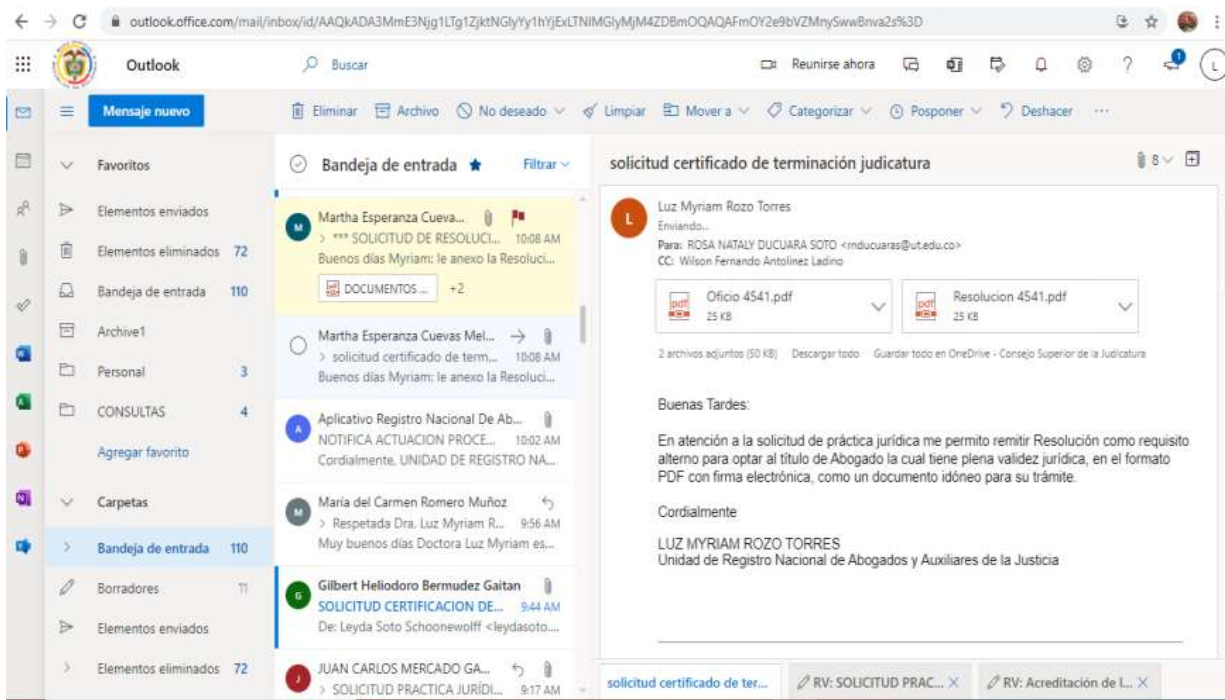 outlook.office.com/mail/inbox/id/AAQkADA3MmE3Njg1LTg1ZjktNGIyYy1hYjExLTNIMGIyMjM4ZDBmOQAQAFmOY2e9bVZMnySwwBnva2s%3D
Outlook
Buscar
Reunirse ahora
L
Mensaje nuevo
Eliminar
Archivo
No deseado
Limpiar
Mover a
Categorizar
Posponer
Deshacer
...
Favoritos
Elementos enviados
Elementos eliminados 72
Bandeja de entrada 110
Archive1
Personal 3
CONSULTAS 4
Agregar favorito
Carpetas
Bandeja de entrada 110
Borradores 11
Elementos enviados
Elementos eliminados 72
Bandeja de entrada
Filtrar
M
Martha Esperanza Cueva...
> *** SOLICITUD DE RESOLUCI... 10:08 AM
Buenos días Myriam: le anexo la Resoluci...
pdf DOCUMENTOS ... +2
Martha Esperanza Cuevas Mel...
> solicitud certificado de term... 10:08 AM
Buenos días Myriam: le anexo la Resoluci...
A
Aplicativo Registro Nacional De Ab...
NOTIFICA ACTUACION PROCE... 10:02 AM
Cordialmente, UNIDAD DE REGISTRO NA...
M
María del Carmen Romero Muñoz
> Respetada Dra. Luz Myriam R... 9:56 AM
Muy buenos días Doctora Luz Myriam es...
G
Gilbert Heliodoro Bermudez Gaitan
SOLICITUD CERTIFICACION DE... 9:44 AM
De: Leyda Soto Schoonewolff <leydasoto....
J
JUAN CARLOS MERCADO GA...
> SOLICITUD PRACTICA JURÍDI... 9:17 AM
solicitud certificado de terminación judicatura
8
L
Luz Myriam Rozo Torres
Enviando...
Para: ROSA NATALY DUCUARA SOTO <rnducuaras@ut.edu.co>
CC: Wilson Fernando Antolinez Ladino
pdf Oficio 4541.pdf
25 KB
pdf Resolucion 4541.pdf
25 KB
2 archivos adjuntos (50 KB) Descargar todo Guardar todo en OneDrive - Consejo Superior de la Judicatura
Buenas Tardes:
En atención a la solicitud de práctica jurídica me permito remitir Resolución como requisito
alterno para optar al título de Abogado la cual tiene plena validez jurídica, en el formato
PDF con firma electrónica, como un documento idóneo para su trámite.
Cordialmente
LUZ MYRIAM ROZO TORRES
Unidad de Registro Nacional de Abogados y Auxiliares de la Justicia
solicitud certificado de ter...
RV: SOLICITUD PRAC...
RV: Acreditación de l...